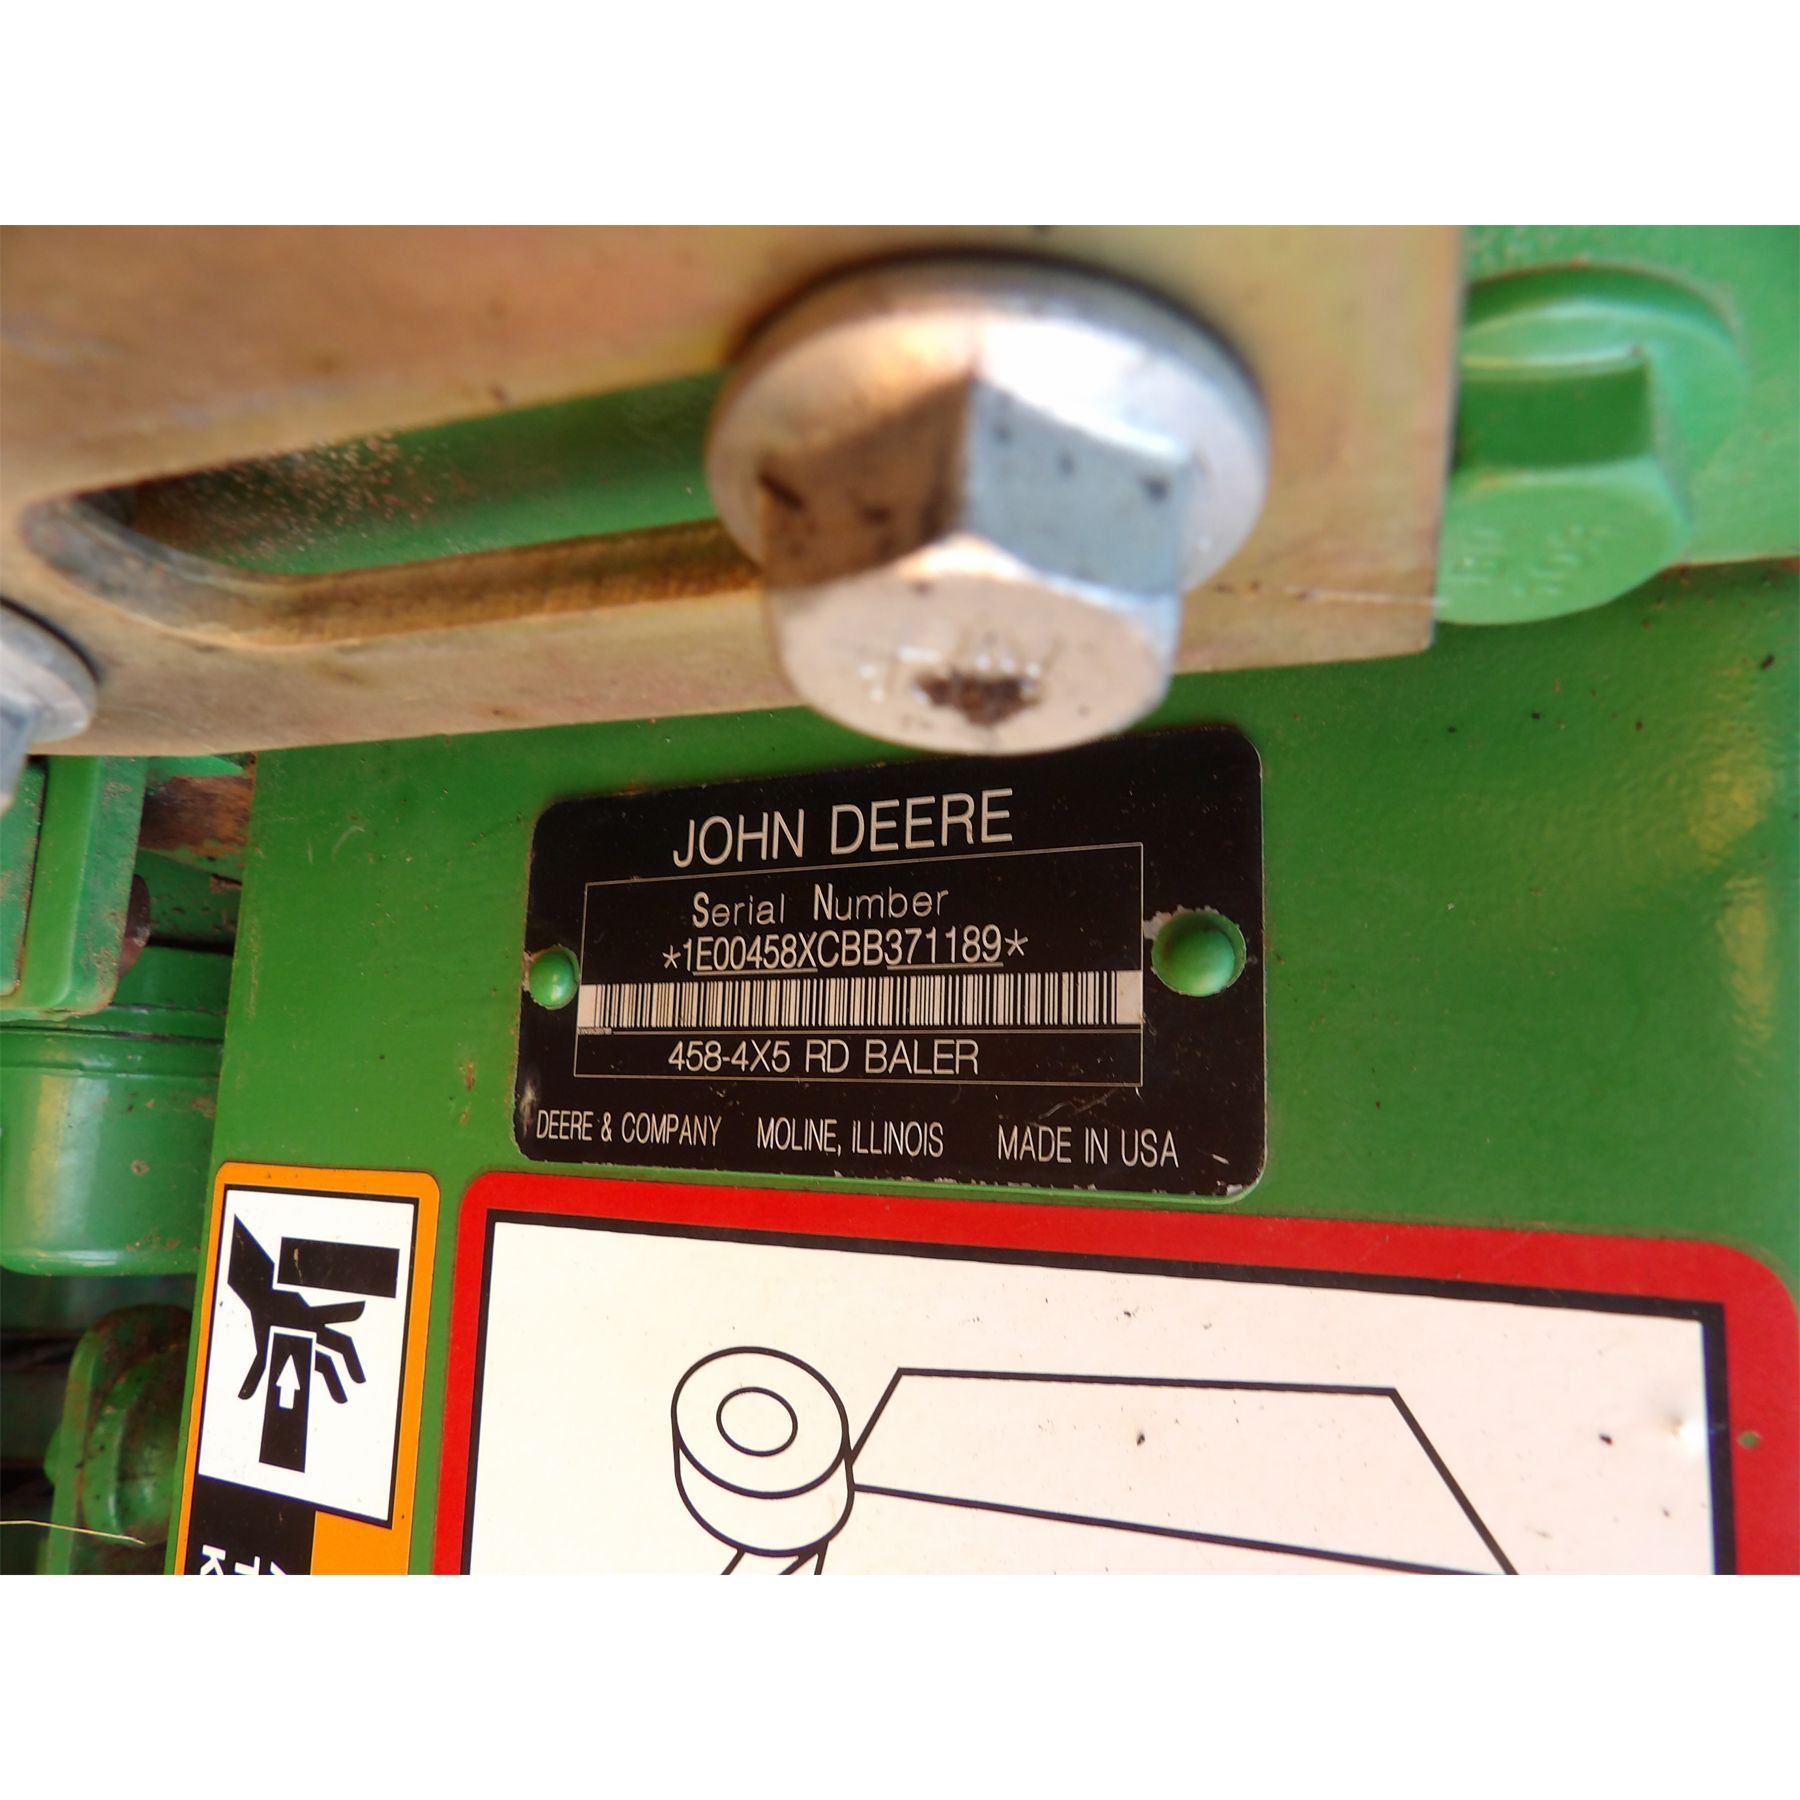 JOHN DEERE
Serial Number
*1E00458XCBB371189*
458-4X5 RD BALER
DEERE & COMPANY MOLINE, ILLINOIS MADE IN USA